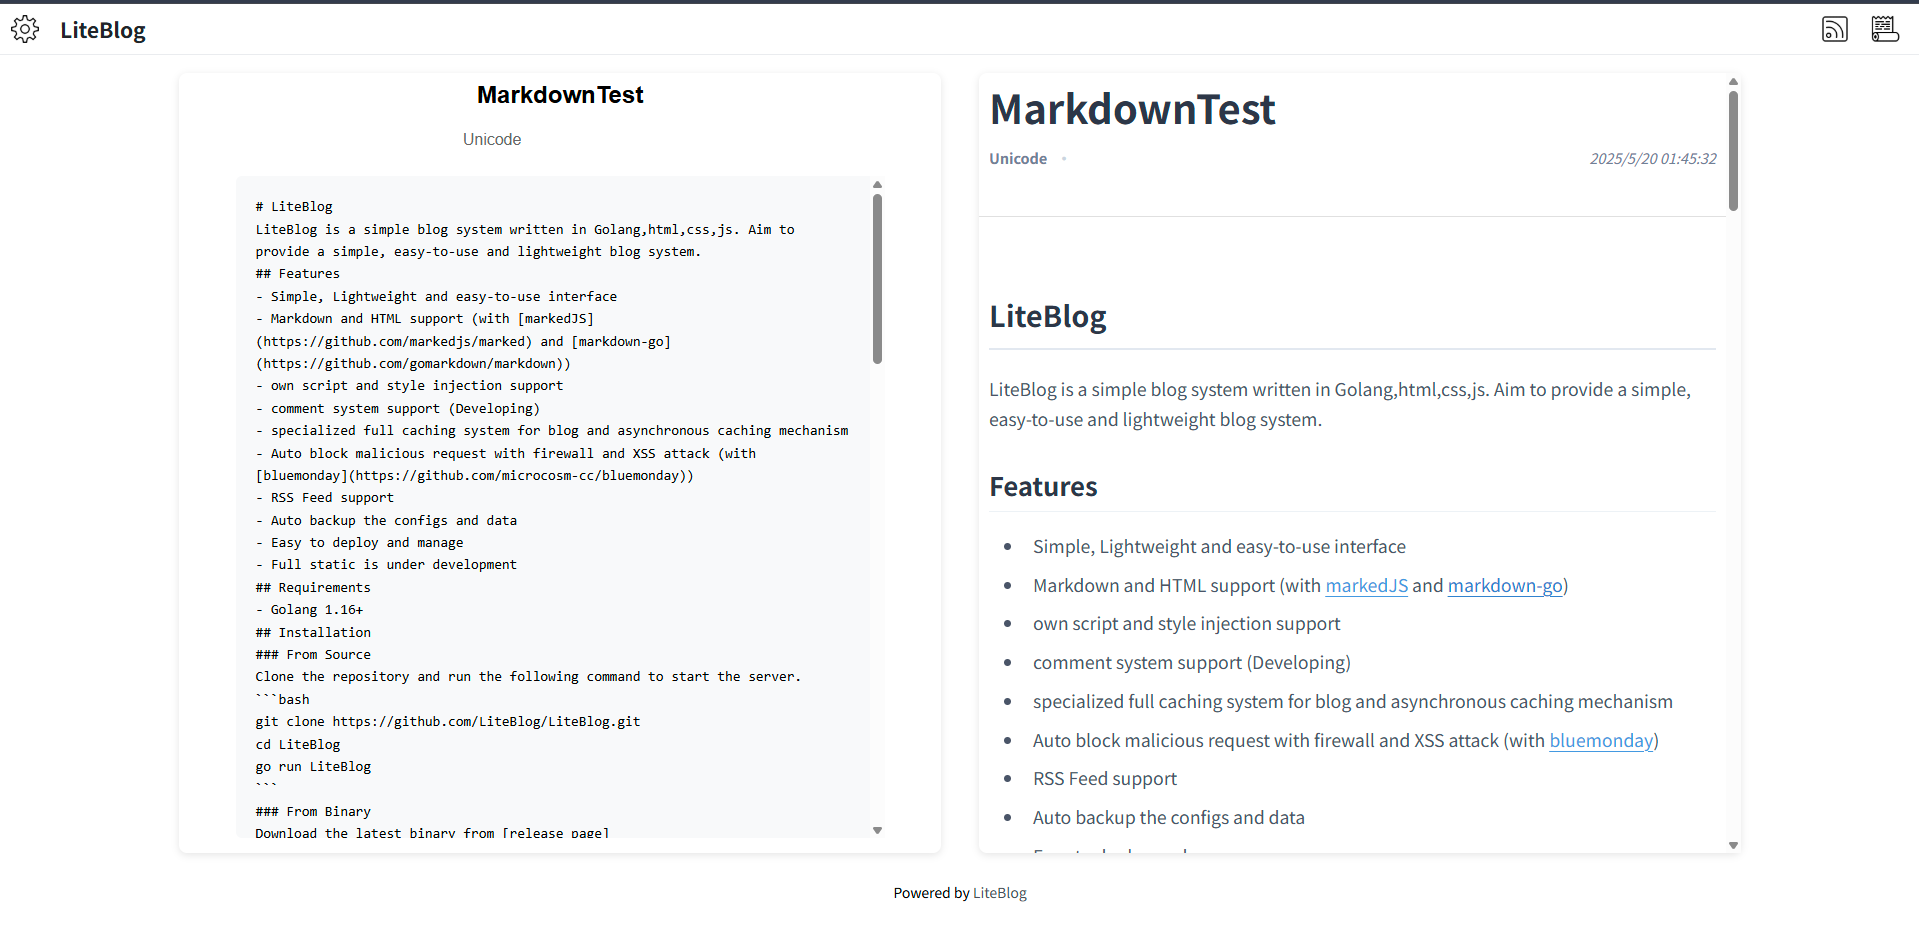 LiteBlog
MarkdownTest
Unicode
# LiteBlog
LiteBlog is a simple blog system written in Golang,html,css,js. Aim to
provide a simple, easy-to-use and lightweight blog system.
## Features
- Simple, Lightweight and easy-to-use interface
- Markdown and HTML support (with [markedJS]
(https://github.com/markedjs/marked) and [markdown-go]
(https://github.com/gomarkdown/markdown))
- own script and style injection support
- comment system support (Developing)
- specialized full caching system for blog and asynchronous caching mechanism
- Auto block malicious request with firewall and XSS attack (with
[bluemonday](https://github.com/microcosm-cc/bluemonday))
- RSS Feed support
- Auto backup the configs and data
- Easy to deploy and manage
- Full static is under development
## Requirements
- Golang 1.16+
## Installation
### From Source
Clone the repository and run the following command to start the server.
```bash
git clone https://github.com/LiteBlog/LiteBlog.git
cd LiteBlog
go run LiteBlog
```
### From Binary
Download the latest binary from [release page]
MarkdownTest
Unicode •
2025/5/20 01:45:32
LiteBlog
LiteBlog is a simple blog system written in Golang,html,css,js. Aim to provide a simple,
easy-to-use and lightweight blog system.
Features
• Simple, Lightweight and easy-to-use interface
• Markdown and HTML support (with markedJS and markdown-go)
• own script and style injection support
• comment system support (Developing)
• specialized full caching system for blog and asynchronous caching mechanism
• Auto block malicious request with firewall and XSS attack (with bluemonday)
• RSS Feed support
• Auto backup the configs and data
Powered by LiteBlog